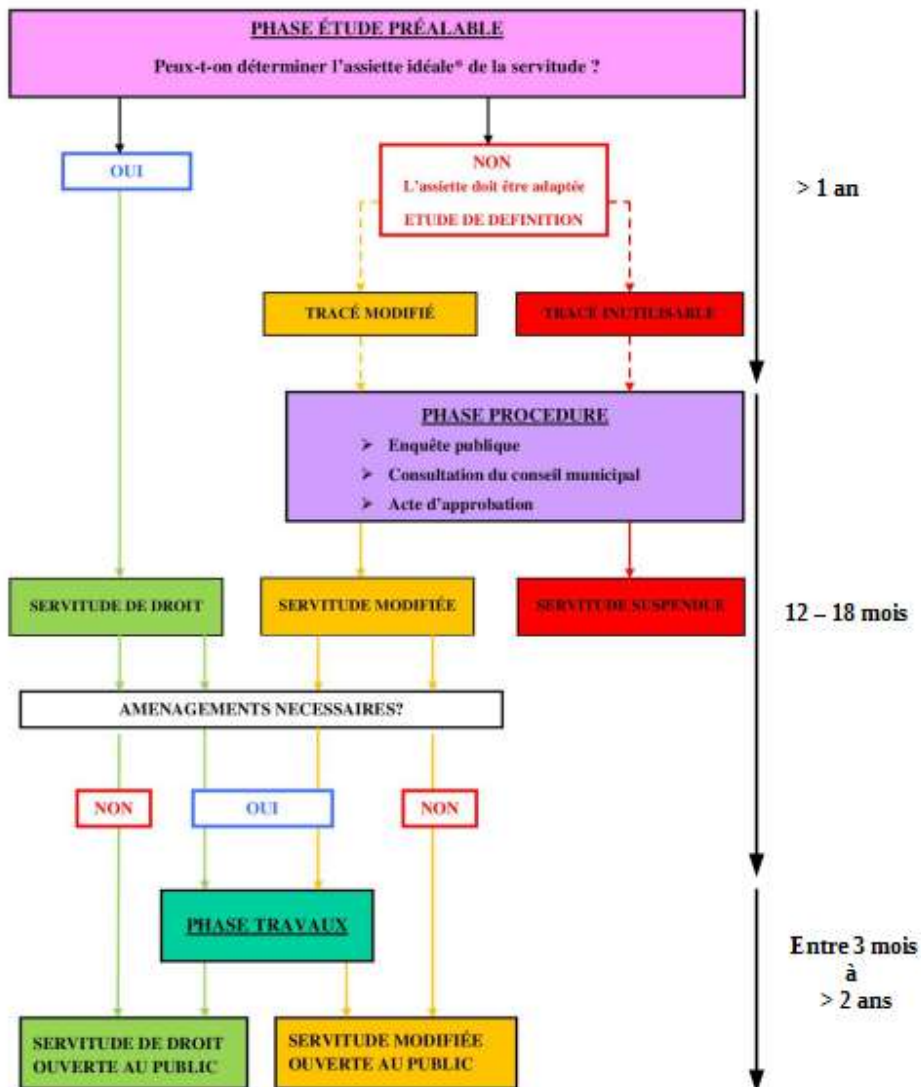 PHASE ÉTUDE PRÉALABLE
Peux-t-on déterminer l'assiette idéale* de la servitude ?
OUI
NON
L'assiette doit être adaptée
ETUDE DE DEFINITION
> 1 an
TRACÉ MODIFIÉ
TRACÉ INUTILISABLE
PHASE PROCEDURE
➢ Enquête publique
➢ Consultation du conseil municipal
➢ Acte d'approbation
SERVITUDE DE DROIT
SERVITUDE MODIFIÉE
SERVITUDE SUSPENDUE
12 – 18 mois
AMENAGEMENTS NECESSAIRES?
NON
OUI
NON
PHASE TRAVAUX
Entre 3 mois
à
> 2 ans
SERVITUDE DE DROIT
OUVERTE AU PUBLIC
SERVITUDE MODIFIÉE
OUVERTE AU PUBLIC